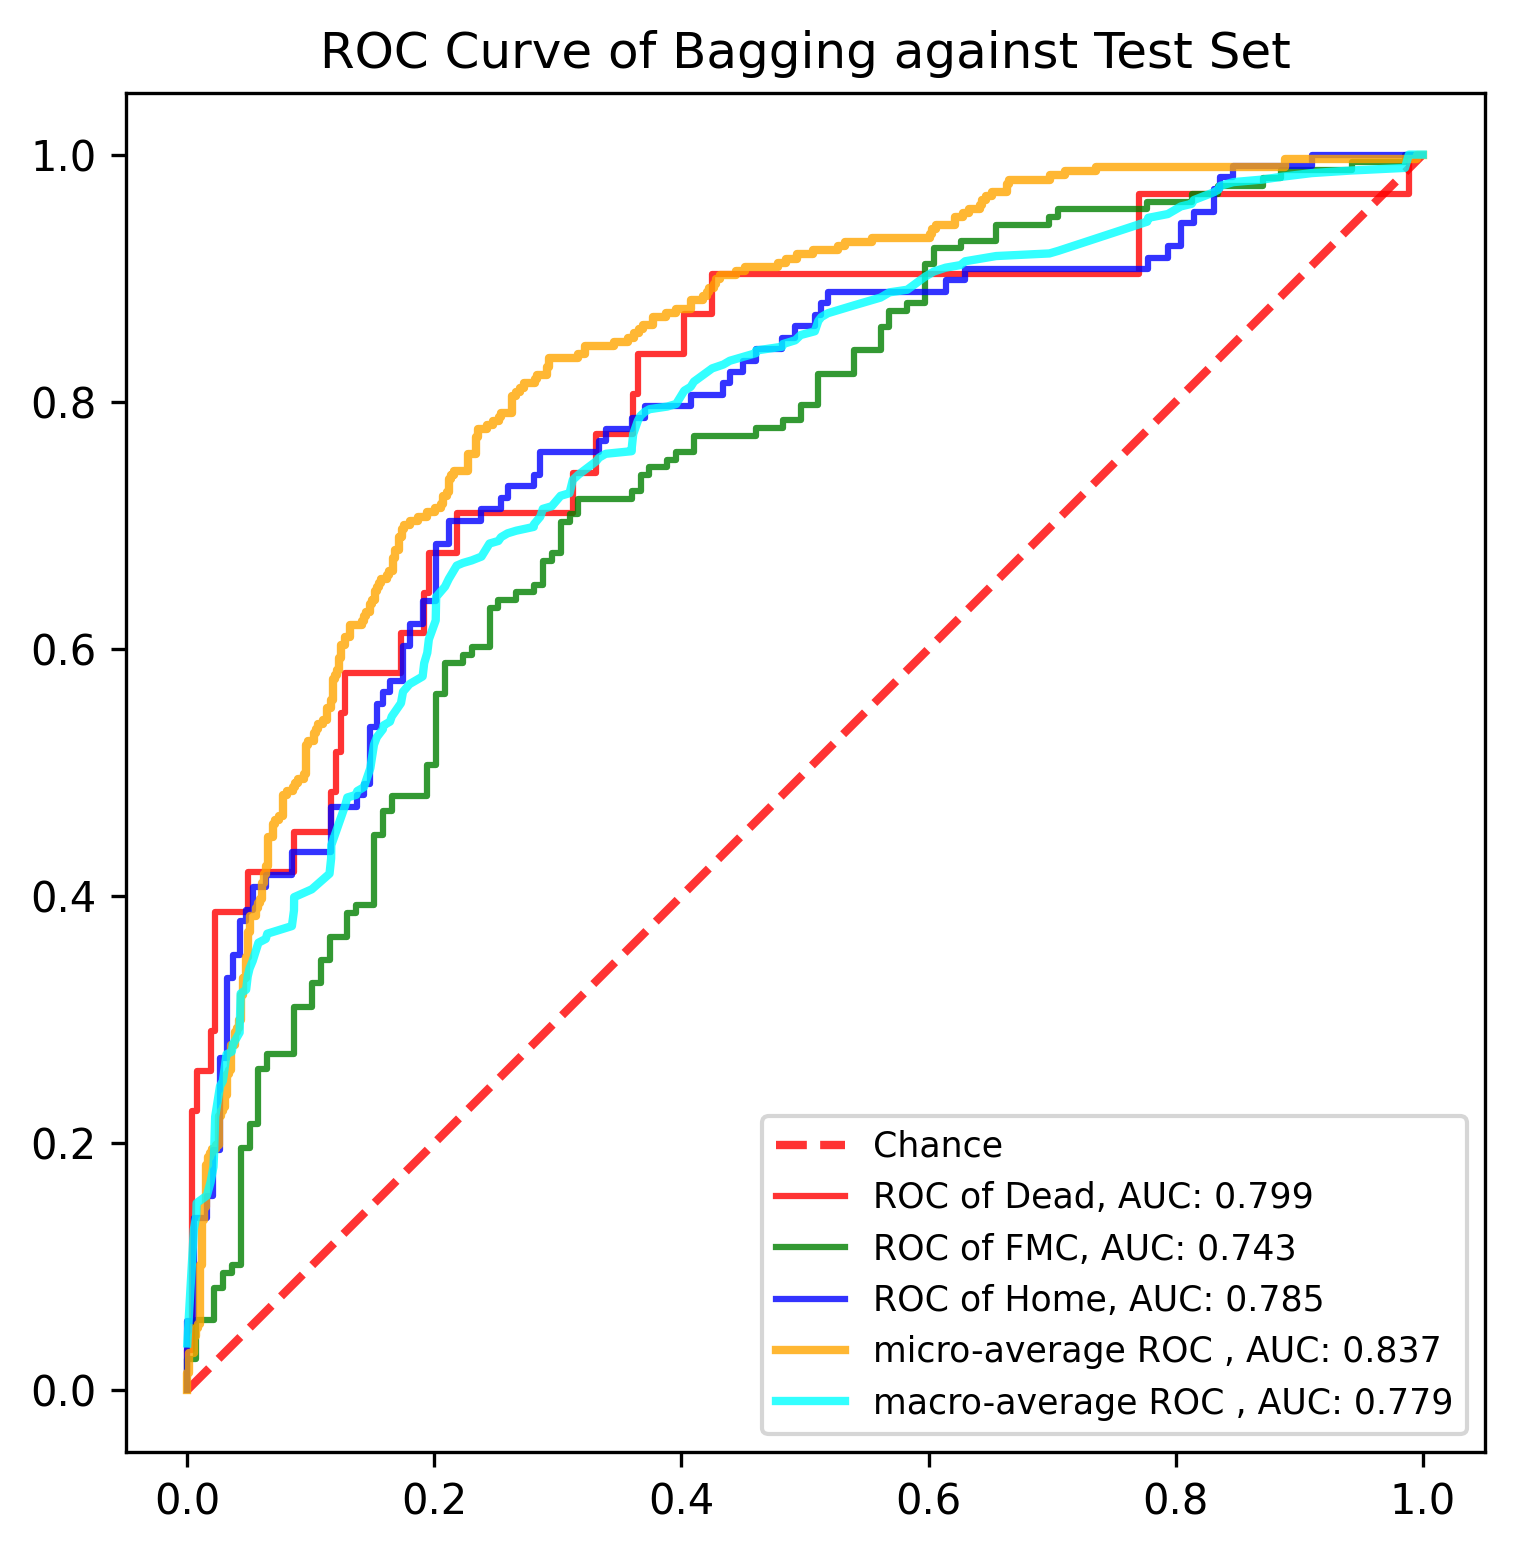 ROC Curve of Bagging against Test Set
1.0
0.8
0.6
0.4
0.2
0.0
Chance
ROC of Dead, AUC: 0.799
ROC of FMC, AUC: 0.743
ROC of Home, AUC: 0.785
micro-average ROC , AUC: 0.837
macro-average ROC , AUC: 0.779
0.0 0.2 0.4 0.6 0.8 1.0